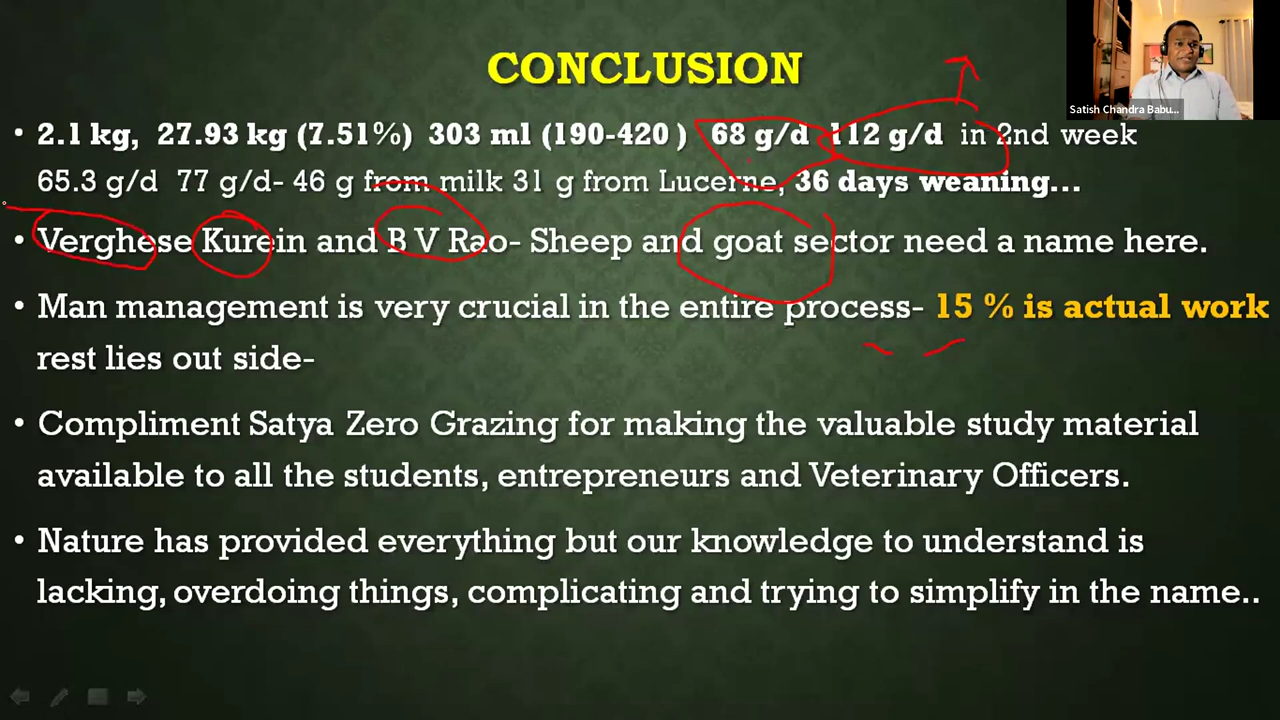 CONCLUSION
Satish Chandra Babu...
• 2.1 kg, 27.93 kg (7.51%) 303 ml (190-420 ) 68 g/d 112 g/d in 2nd week
65.3 g/d 77 g/d- 46 g from milk 31 g from Lucerne, 36 days weaning...
• Verghese Kurein and B V Rao- Sheep and goat sector need a name here.
• Man management is very crucial in the entire process- 15 % is actual work
rest lies out side-
• Compliment Satya Zero Grazing for making the valuable study material
available to all the students, entrepreneurs and Veterinary Officers.
• Nature has provided everything but our knowledge to understand is
lacking, overdoing things, complicating and trying to simplify in the name..